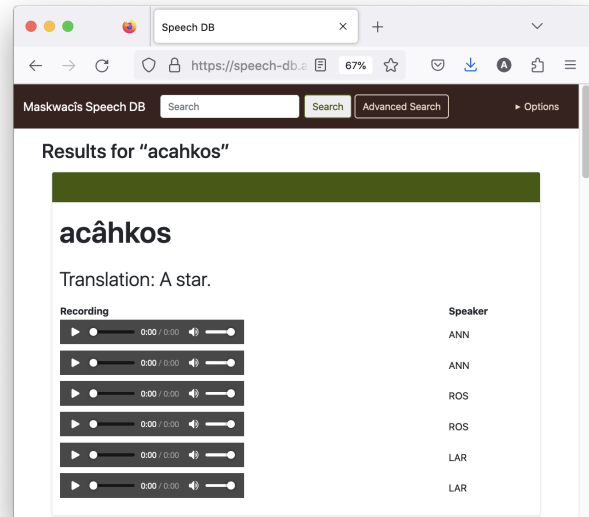 Speech DB
https://speech-db.a 67%
Maskwacîs Speech DB Search Search Advanced Search ▸ Options
Results for “acahkos”
acâhkos
Translation: A star.
Recording Speaker
0:00 / 0:00 ANN
0:00 / 0:00 ANN
0:00 / 0:00 ROS
0:00 / 0:00 ROS
0:00 / 0:00 LAR
0:00 / 0:00 LAR